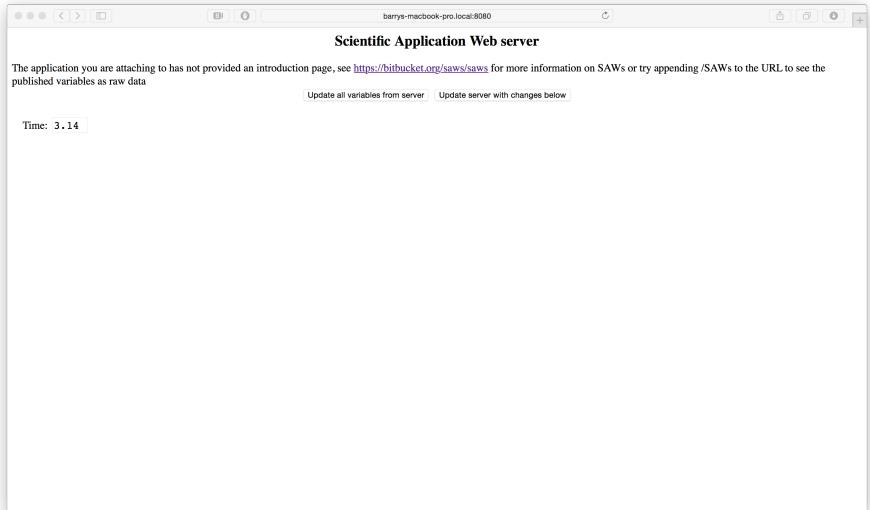 barrys-macbook-pro.local:8080
Scientific Application Web server
The application you are attaching to has not provided an introduction page, see https://bitbucket.org/saws/saws for more information on SAWs or try appending /SAWs to the URL to see the
published variables as raw data
Update all variables from server Update server with changes below
Time: 3.14